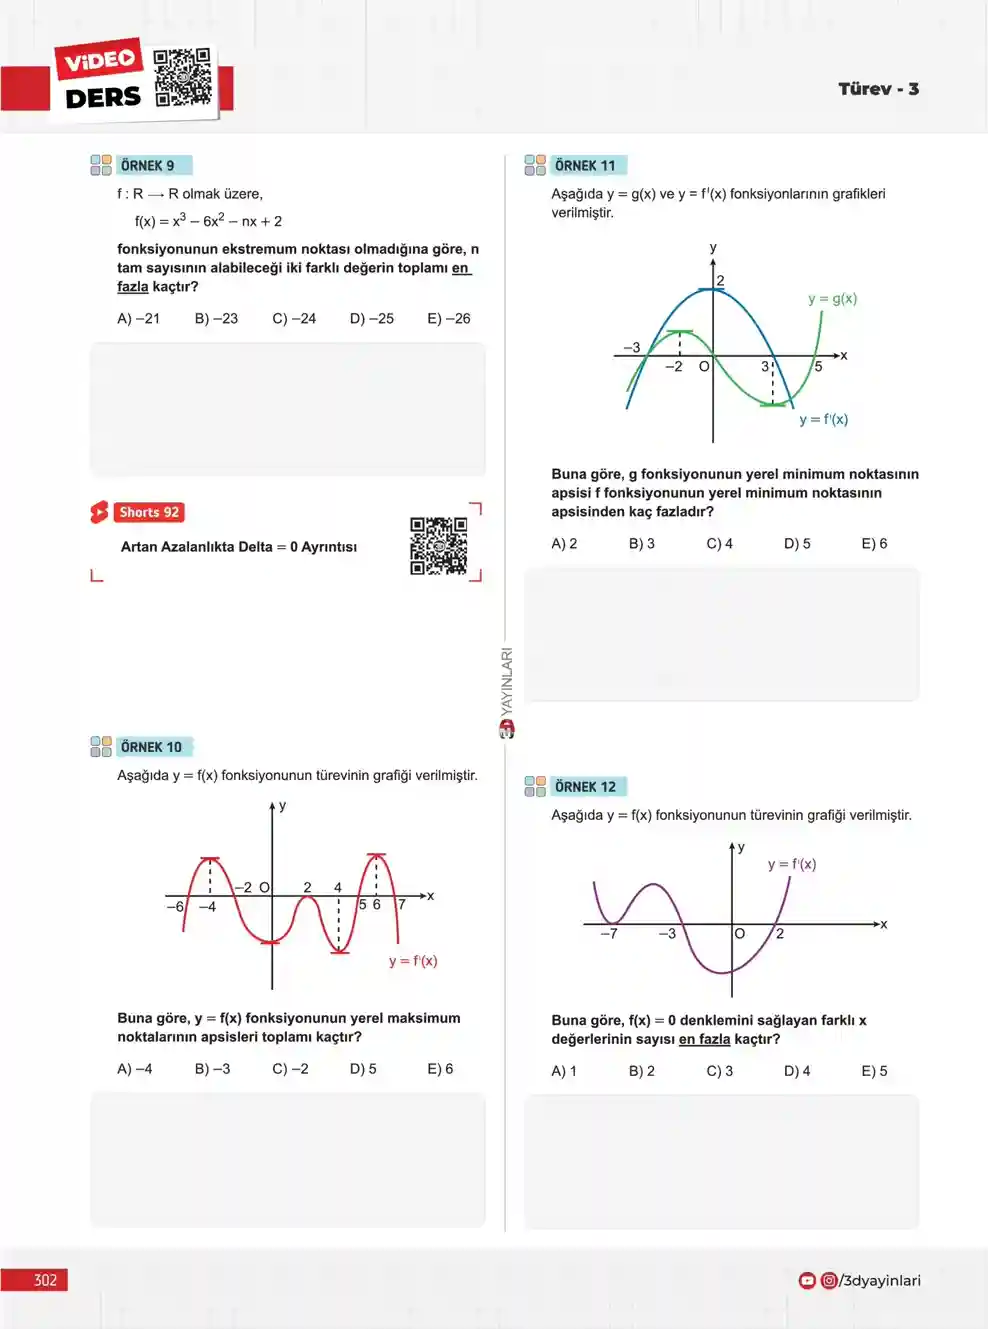 VİDEO
DERS
Türev - 3
ÖRNEK 9
f : R → R olmak üzere,
f(x) = x³ – 6x² – nx + 2
fonksiyonunun ekstremum noktası olmadığına göre, n
tam sayısının alabileceği iki farklı değerin toplamı en
fazla kaçtır?
A) –21 B) –23 C) –24 D) –25 E) –26
Shorts 92
Artan Azalanlıkta Delta = 0 Ayrıntısı
ÖRNEK 10
Aşağıda y = f(x) fonksiyonunun türevinin grafiği verilmiştir.
y
–2 O 2 4 x
–6 –4 5 6 7
y = f'(x)
Buna göre, y = f(x) fonksiyonunun yerel maksimum
noktalarının apsisleri toplamı kaçtır?
A) –4 B) –3 C) –2 D) 5 E) 6
YAYINLARI
ÖRNEK 11
Aşağıda y = g(x) ve y = f'(x) fonksiyonlarının grafikleri
verilmiştir.
y
2
y = g(x)
–3 x
–2 O 3 5
y = f'(x)
Buna göre, g fonksiyonunun yerel minimum noktasının
apsisi f fonksiyonunun yerel minimum noktasının
apsisinden kaç fazladır?
A) 2 B) 3 C) 4 D) 5 E) 6
ÖRNEK 12
Aşağıda y = f(x) fonksiyonunun türevinin grafiği verilmiştir.
y
y = f'(x)
x
–7 –3 O 2
Buna göre, f(x) = 0 denklemini sağlayan farklı x
değerlerinin sayısı en fazla kaçtır?
A) 1 B) 2 C) 3 D) 4 E) 5
302
/3dyayinlari